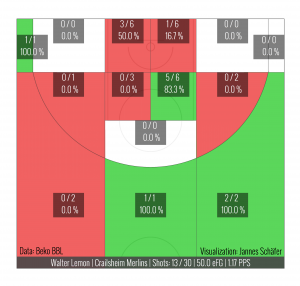 0 / 0
0.0 %
3 / 6
50.0 %
1 / 6
16.7 %
0 / 0
0.0 %
1 / 1
100.0 %
0 / 0
0.0 %
0 / 1
0.0 %
0 / 3
0.0 %
5 / 6
83.3 %
0 / 2
0.0 %
0 / 0
0.0 %
0 / 2
0.0 %
1 / 1
100.0 %
2 / 2
100.0 %
Data: Beko BBL
Visualization: Jannes Schäfer
Walter Lemon | Crailsheim Merlins | Shots: 13 / 30 | 50.0 eFG | 1.17 PPS